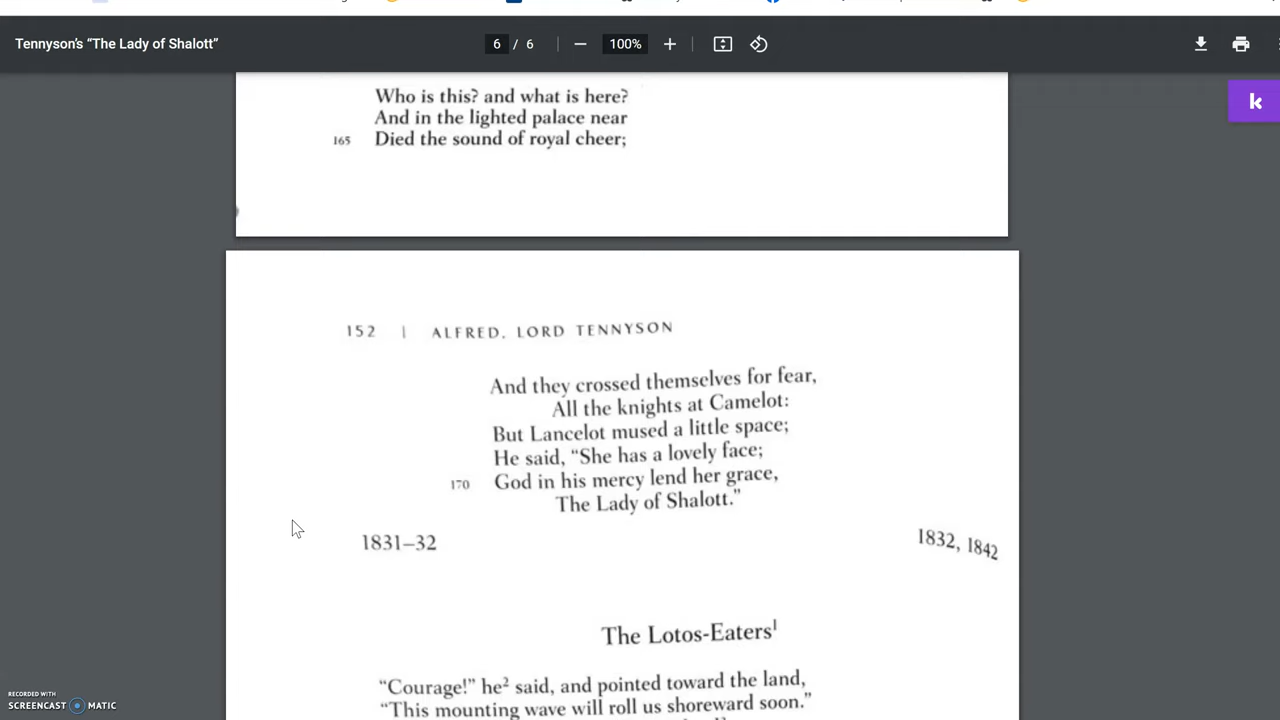 Tennyson's "The Lady of Shalott"
6 / 6
100%
k
Who is this? and what is here?
And in the lighted palace near
165 Died the sound of royal cheer;
152 | ALFRED, LORD TENNYSON
And they crossed themselves for fear,
All the knights at Camelot:
But Lancelot mused a little space;
He said, "She has a lovely face;
170 God in his mercy lend her grace,
The Lady of Shalott."
1831–32
1832, 1842
The Lotos-Eaters¹
"Courage!" he² said, and pointed toward the land,
"This mounting wave will roll us shoreward soon."
RECORDED WITH
SCREENCAST MATIC